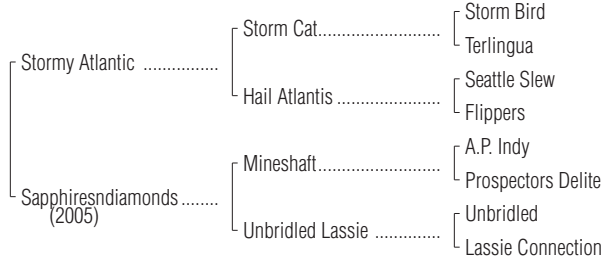 Storm Bird
Storm Cat..........................
Terlingua
Stormy Atlantic ................
Seattle Slew
Hail Atlantis ......................
Flippers
A.P. Indy
Mineshaft..........................
Prospectors Delite
Sapphiresndiamonds ........
(2005)
Unbridled
Unbridled Lassie ...............
Lassie Connection